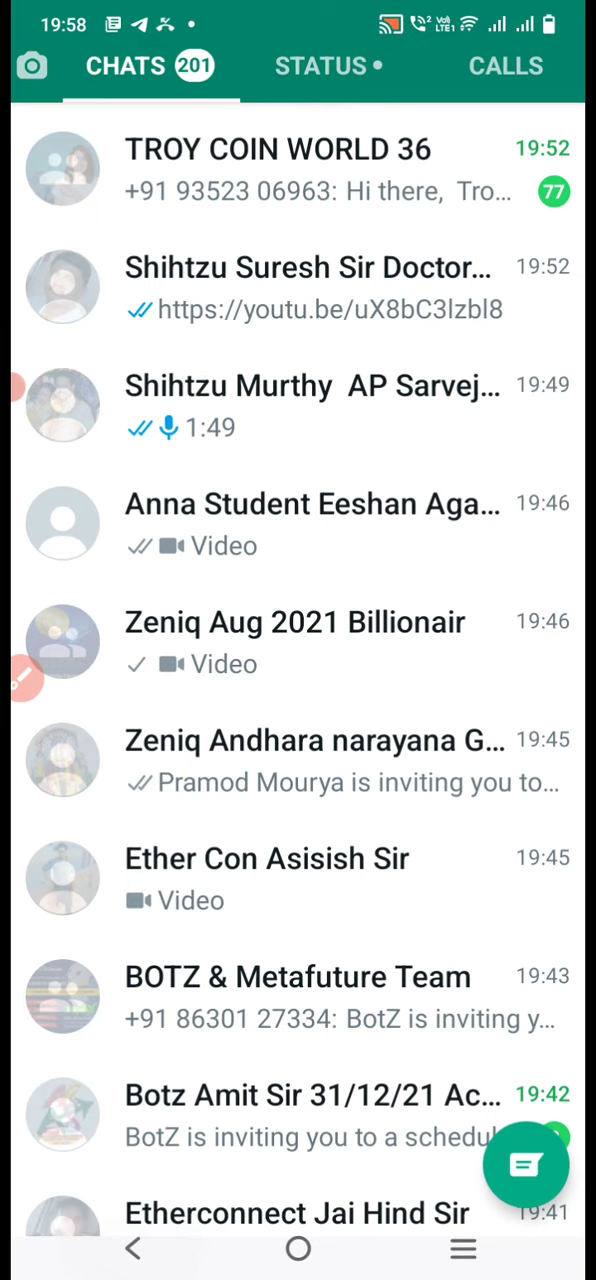 19:58
CHATS 201 STATUS CALLS
TROY COIN WORLD 36 19:52
+91 93523 06963: Hi there, Tro... 77
Shihtzu Suresh Sir Doctor... 19:52
https://youtu.be/uX8bC3lzbl8
Shihtzu Murthy AP Sarvej... 19:49
1:49
Anna Student Eeshan Aga... 19:46
Video
Zeniq Aug 2021 Billionair 19:46
Video
Zeniq Andhara narayana G... 19:45
Pramod Mourya is inviting you to...
Ether Con Asisish Sir 19:45
Video
BOTZ & Metafuture Team 19:43
+91 86301 27334: BotZ is inviting y...
Botz Amit Sir 31/12/21 Ac... 19:42
BotZ is inviting you to a schedul
Etherconnect Jai Hind Sir 19:41